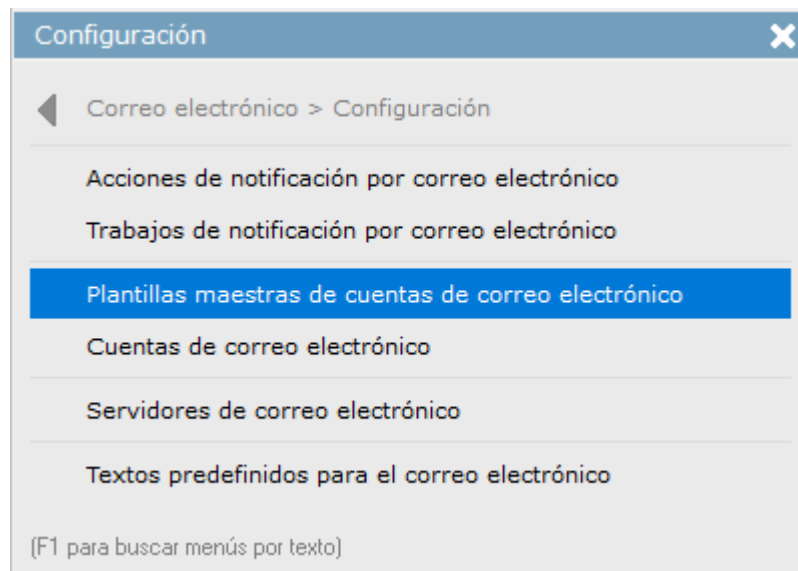 Configuración
Correo electrónico > Configuración
Acciones de notificación por correo electrónico
Trabajos de notificación por correo electrónico
Plantillas maestras de cuentas de correo electrónico
Cuentas de correo electrónico
Servidores de correo electrónico
Textos predefinidos para el correo electrónico
(F1 para buscar menús por texto)